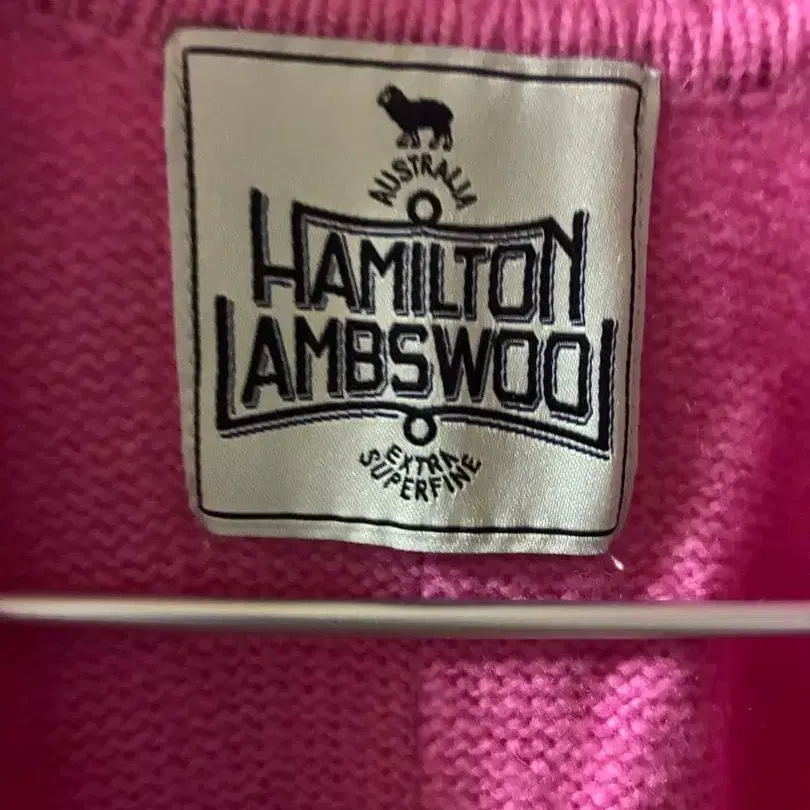 AUSTRALIA
HAMILTON
LAMBSWOOL
EXTRA
SUPERFINE